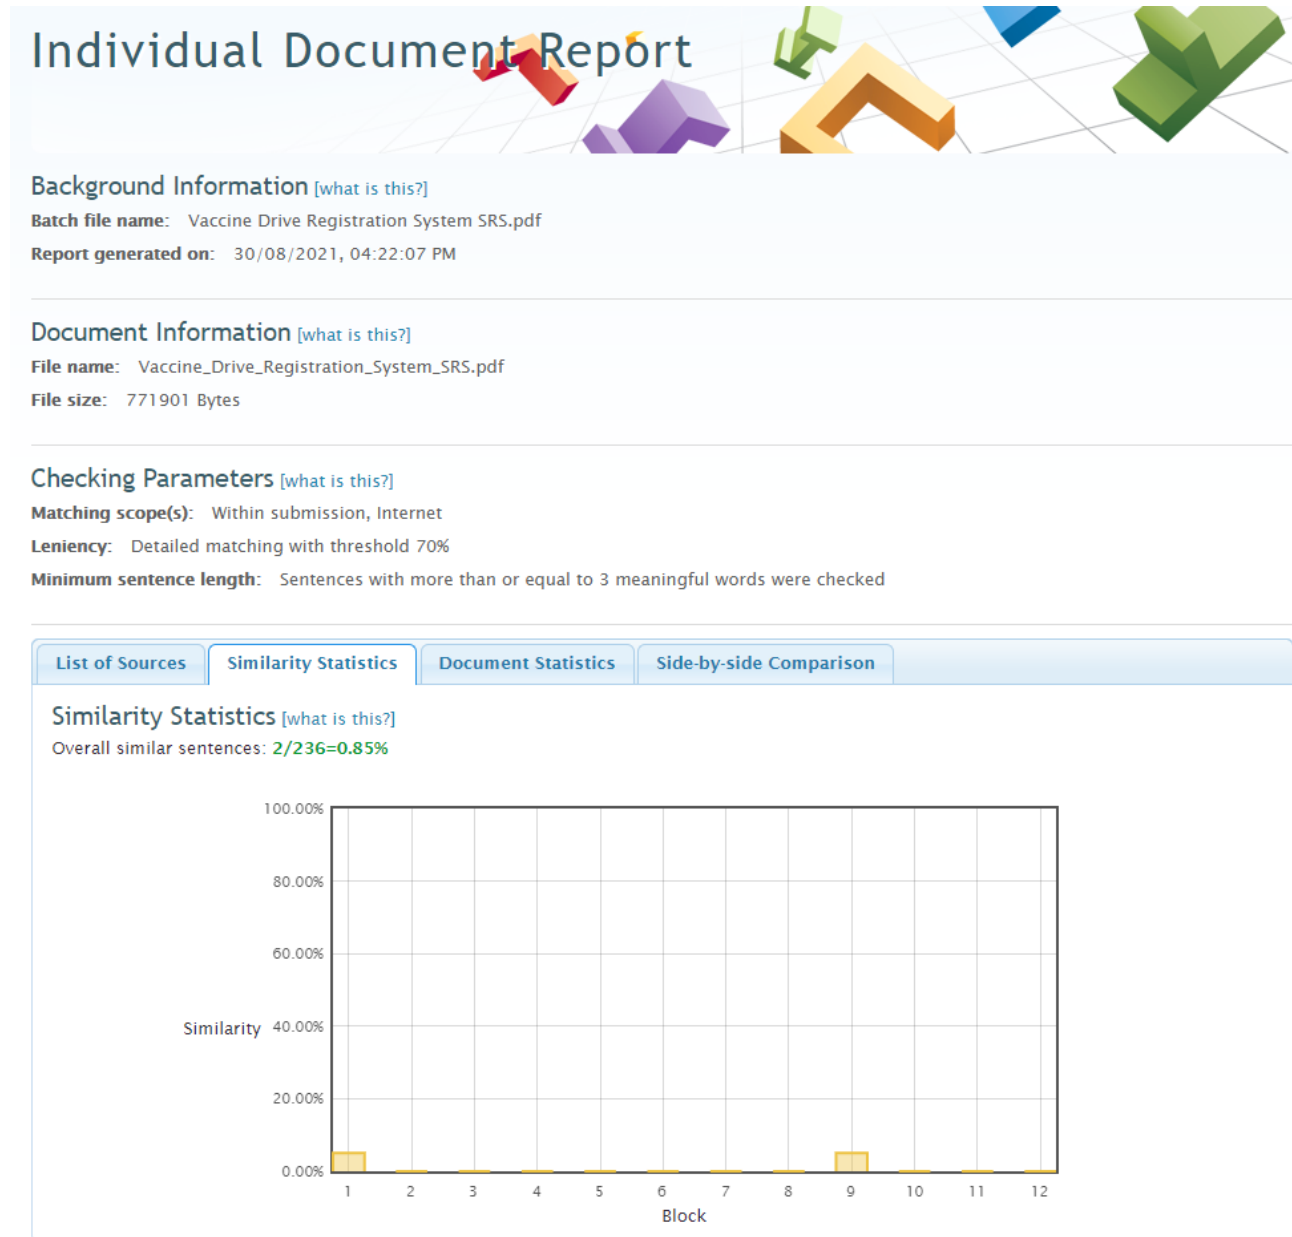 Individual Document Report
Background Information [what is this?]
Batch file name: Vaccine Drive Registration System SRS.pdf
Report generated on: 30/08/2021, 04:22:07 PM
Document Information [what is this?]
File name: Vaccine_Drive_Registration_System_SRS.pdf
File size: 771901 Bytes
Checking Parameters [what is this?]
Matching scope(s): Within submission, Internet
Leniency: Detailed matching with threshold 70%
Minimum sentence length: Sentences with more than or equal to 3 meaningful words were checked
List of Sources Similarity Statistics Document Statistics Side-by-side Comparison
Similarity Statistics [what is this?]
Overall similar sentences: 2/236=0.85%
100.00%
80.00%
60.00%
Similarity 40.00%
20.00%
0.00%
1 2 3 4 5 6 7 8 9 10 11 12
Block